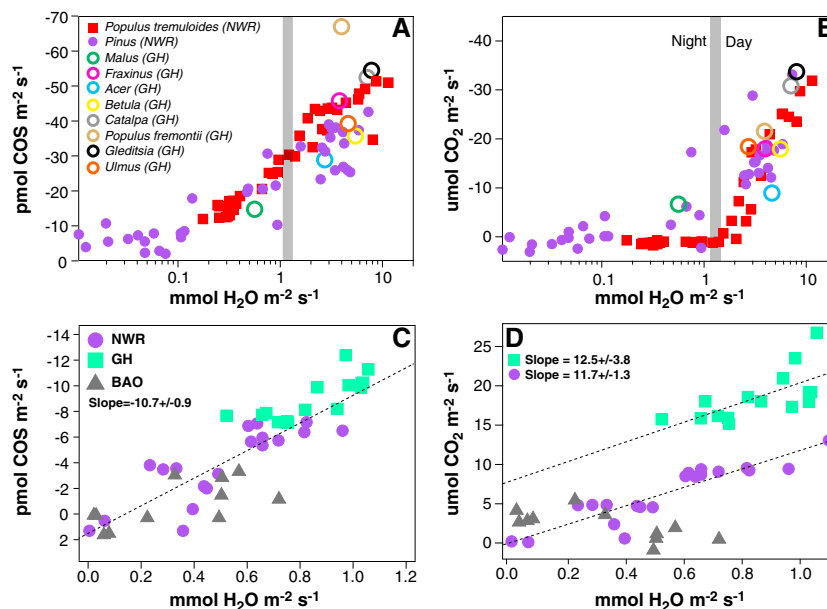 A
-70
-60
-50
-40
-30
-20
-10
0
pmol COS m⁻² s⁻¹
Populus tremuloides (NWR)
Pinus (NWR)
Malus (GH)
Fraxinus (GH)
Acer (GH)
Betula (GH)
Catalpa (GH)
Populus fremontii (GH)
Gleditsia (GH)
Ulmus (GH)
0.1 1 10
mmol H₂O m⁻² s⁻¹
B
Night Day
-40
-30
-20
-10
0
umol CO₂ m⁻² s⁻¹
0.1 1 10
mmol H₂O m⁻² s⁻¹
C
NWR
GH
BAO
Slope=-10.7+/-0.9
-14
-12
-10
-8
-6
-4
-2
0
2
pmol COS m⁻² s⁻¹
0.0 0.2 0.4 0.6 0.8 1.0 1.2
mmol H₂O m⁻² s⁻¹
D
Slope = 12.5+/-3.8
Slope = 11.7+/-1.3
25
20
15
10
5
0
umol CO₂ m⁻² s⁻¹
0.0 0.2 0.4 0.6 0.8 1.0
mmol H₂O m⁻² s⁻¹